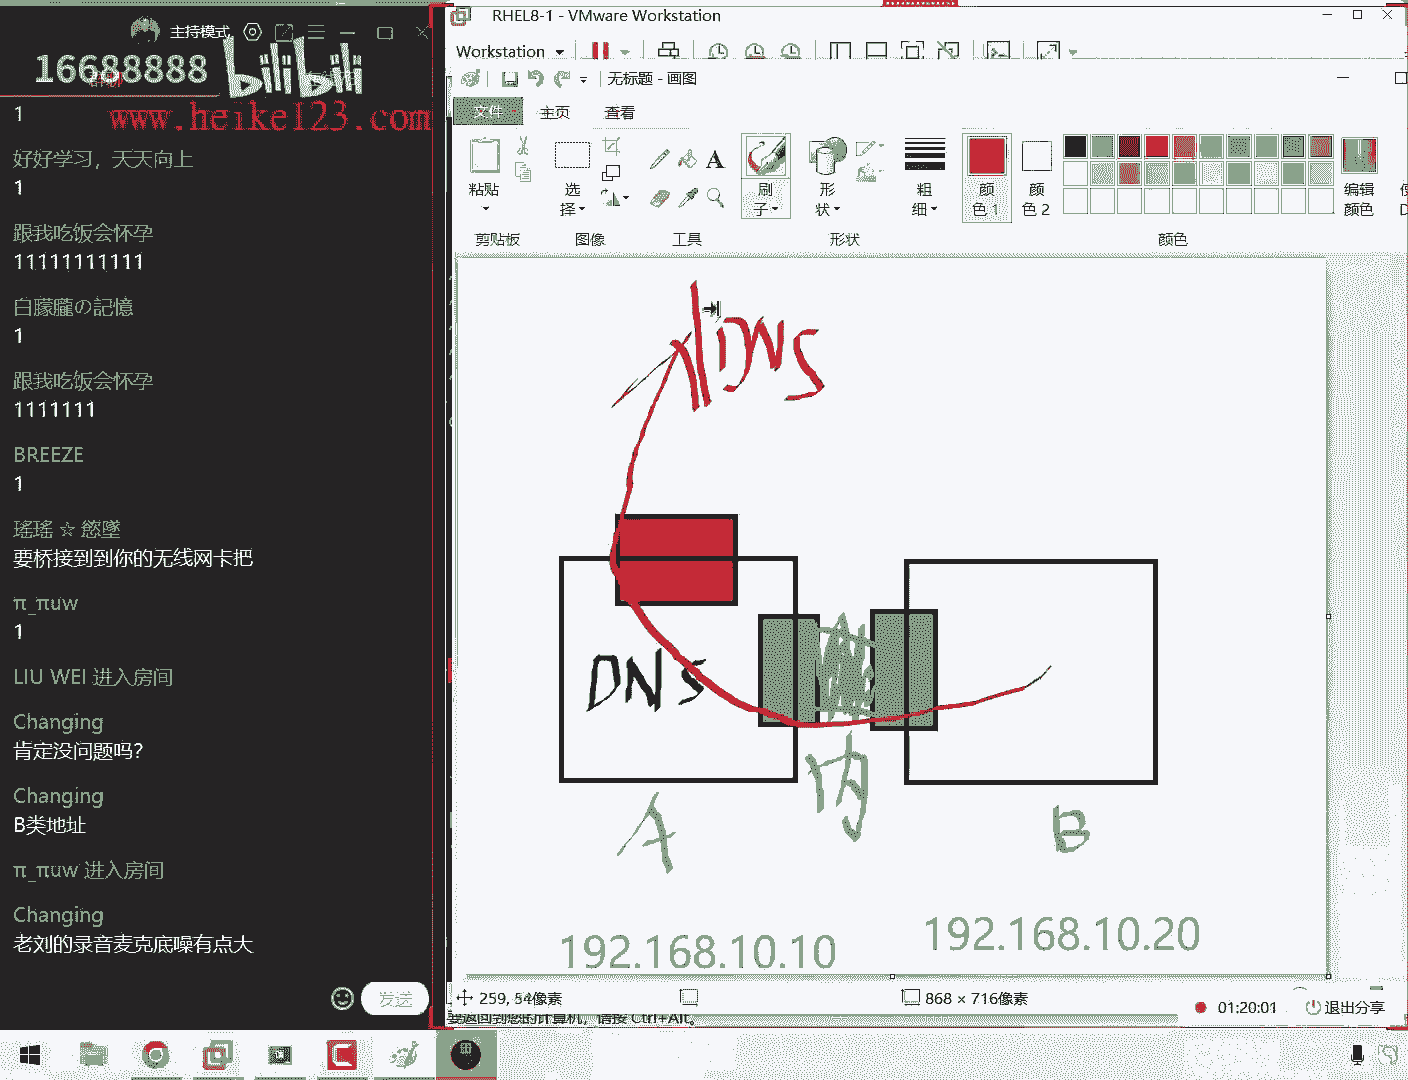 主持模式
16688888
bilibili
www.heike123.com
1
好好学习，天天向上
1
跟我吃饭会怀孕
11111111111
白朦朧の記憶
1
跟我吃饭会怀孕
1111111
BREEZE
1
瑤瑤 ☆ 慾墜
要桥接到到你的无线网卡把
π_πuw
1
LIU WEI 进入房间
Changing
肯定没问题吗?
Changing
B类地址
π_πuw 进入房间
Changing
老刘的录音麦克底噪有点大
发送
RHEL8-1 - VMware Workstation
Workstation
无标题 - 画图
文件
主页
查看
粘贴
选择
刷子
形状
粗细
颜色 1
颜色 2
编辑颜色
剪贴板
图像
工具
形状
颜色
DNS
DNS
内
A
B
192.168.10.10
192.168.10.20
259, 54像素
868 × 716像素
要返回到您的计算机，请按 Ctrl+Alt。
01:20:01
退出分享